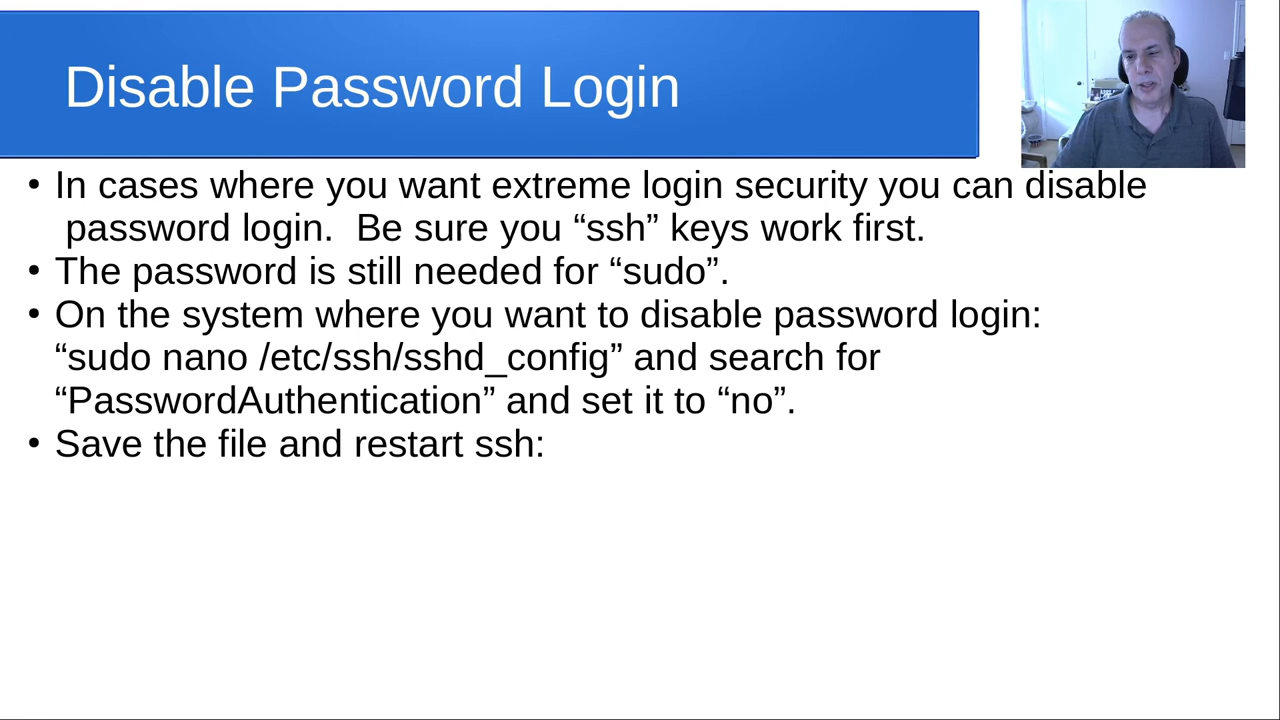 Disable Password Login
• In cases where you want extreme login security you can disable
password login.  Be sure you “ssh” keys work first.
• The password is still needed for “sudo”.
• On the system where you want to disable password login:
“sudo nano /etc/ssh/sshd_config” and search for
“PasswordAuthentication” and set it to “no”.
• Save the file and restart ssh: